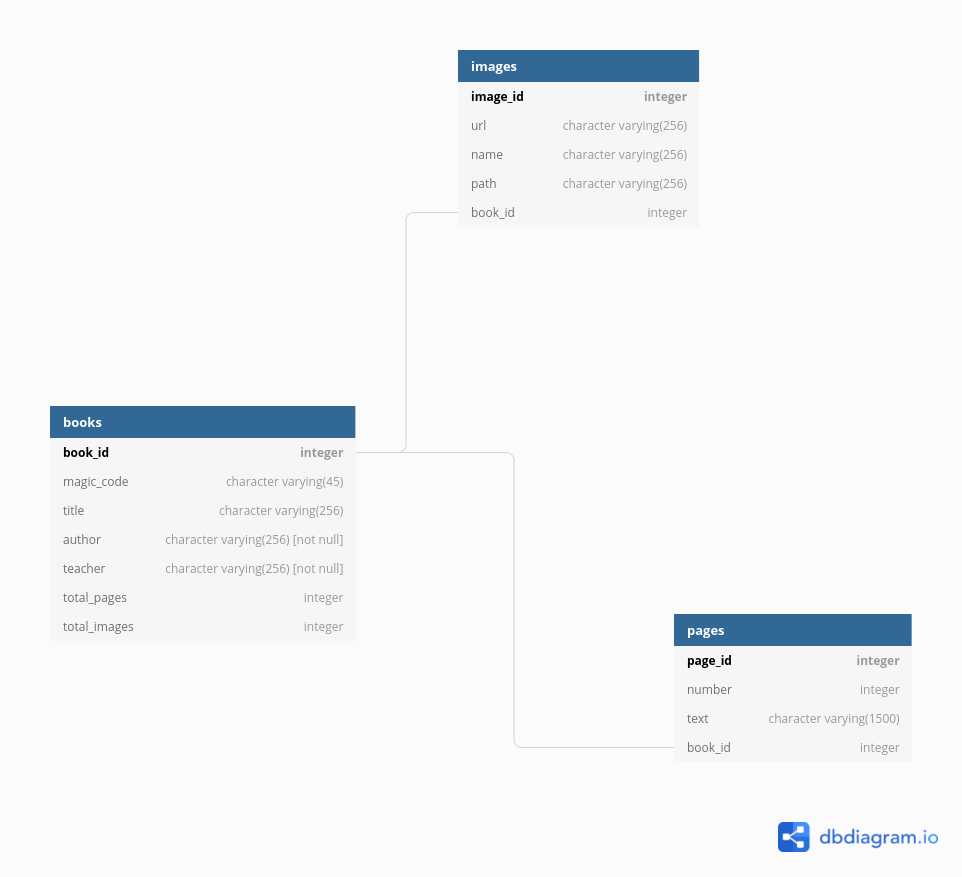 images
image_id integer
url character varying(256)
name character varying(256)
path character varying(256)
book_id integer
books
book_id integer
magic_code character varying(45)
title character varying(256)
author character varying(256) [not null]
teacher character varying(256) [not null]
total_pages integer
total_images integer
pages
page_id integer
number integer
text character varying(1500)
book_id integer
dbdiagram.io